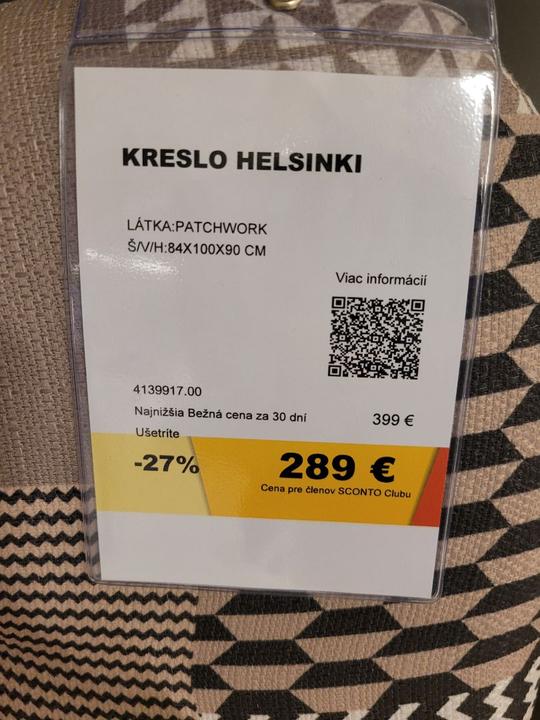 KRESLO HELSINKI
LÁTKA:PATCHWORK
Š/V/H:84X100X90 CM
Viac informácií
4139917.00
Najnižšia Bežná cena za 30 dní 399 €
Ušetríte
-27% 289 €
Cena pre členov SCONTO Clubu